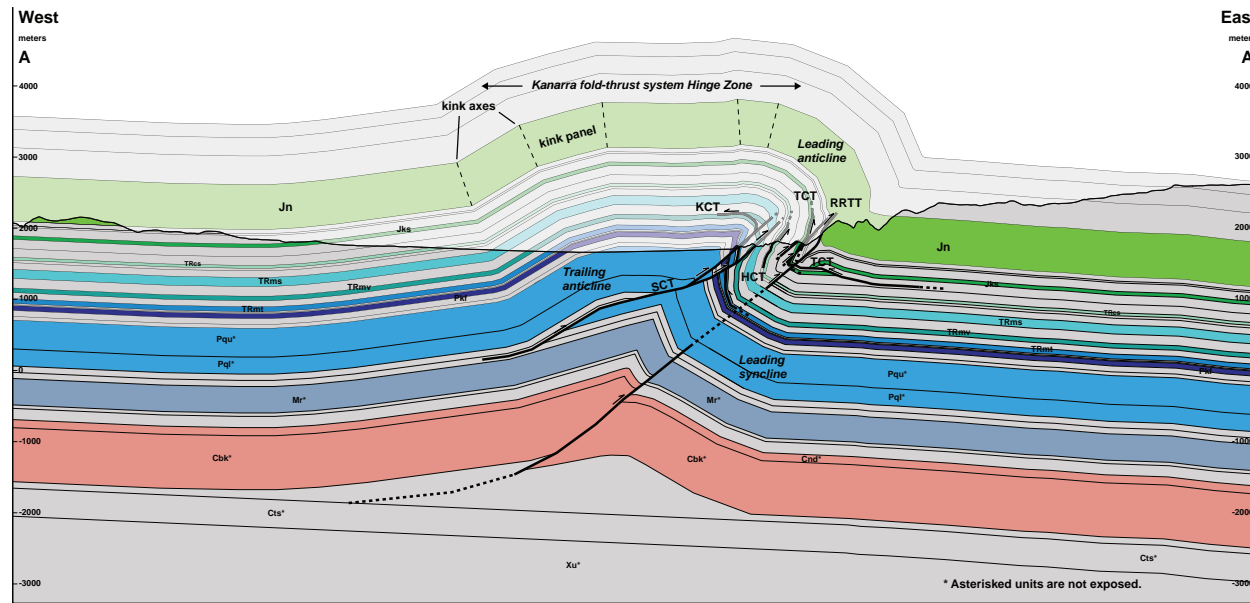 West
East
meters
meters
A
A
4000
4000
Kanarra fold-thrust system Hinge Zone
kink axes
kink panel
Leading
anticline
3000
3000
TCT
RRTT
KCT
Jn
2000
2000
Jks
Jn
TRcs
Trailing
anticline
TCT
HCT
SCT
TRms
TRmv
Jks
1000
1000
Pkf
TRmt
TRcs
TRms
TRmv
TRmt
Pqu*
Leading
syncline
Pql*
0
Pkf
Pqu*
Pql*
Mr*
Mr*
-1000
-1000
Cbk*
Cbk*
Cnd*
-2000
-2000
Cts*
Cts*
Xu*
-3000
-3000
* Asterisked units are not exposed.